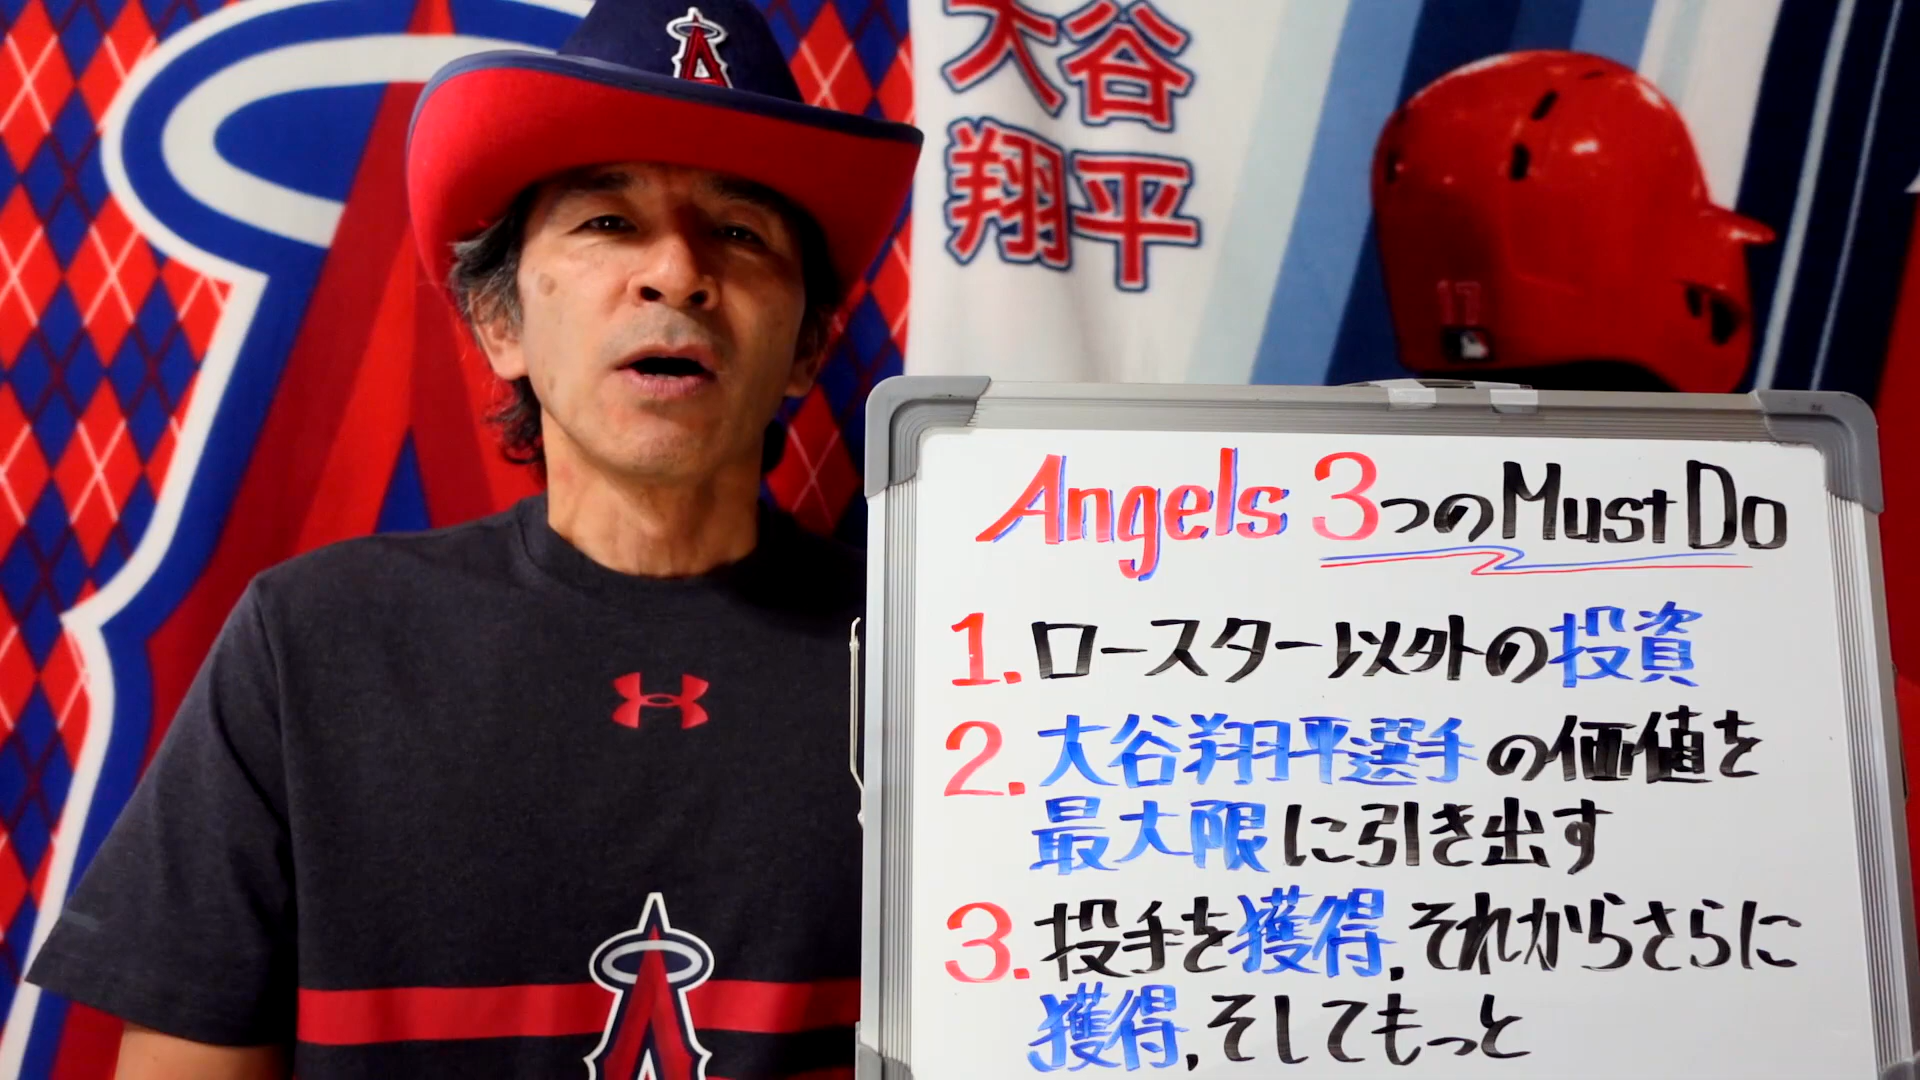 大谷
翔平
17
Angels 3つのMust Do
1. ロースター以外の投資
2. 大谷翔平選手の価値を
最大限に引き出す
3. 投手を獲得, それからさらに
獲得, そしてもっと